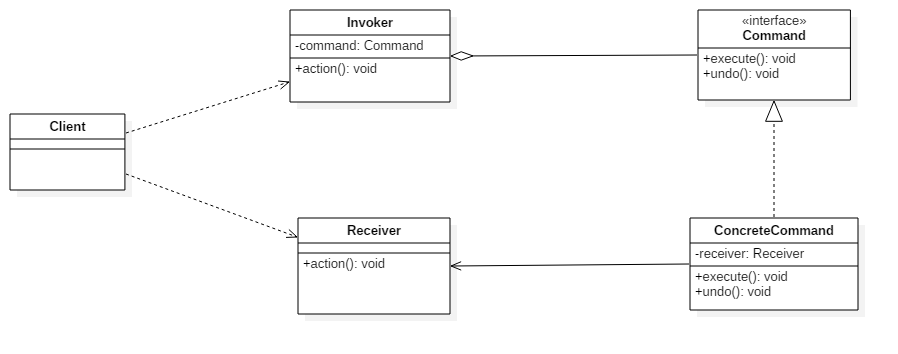 Invoker
-command: Command
+action(): void
«interface»
Command
+execute(): void
+undo(): void
Client
Receiver
+action(): void
ConcreteCommand
-receiver: Receiver
+execute(): void
+undo(): void